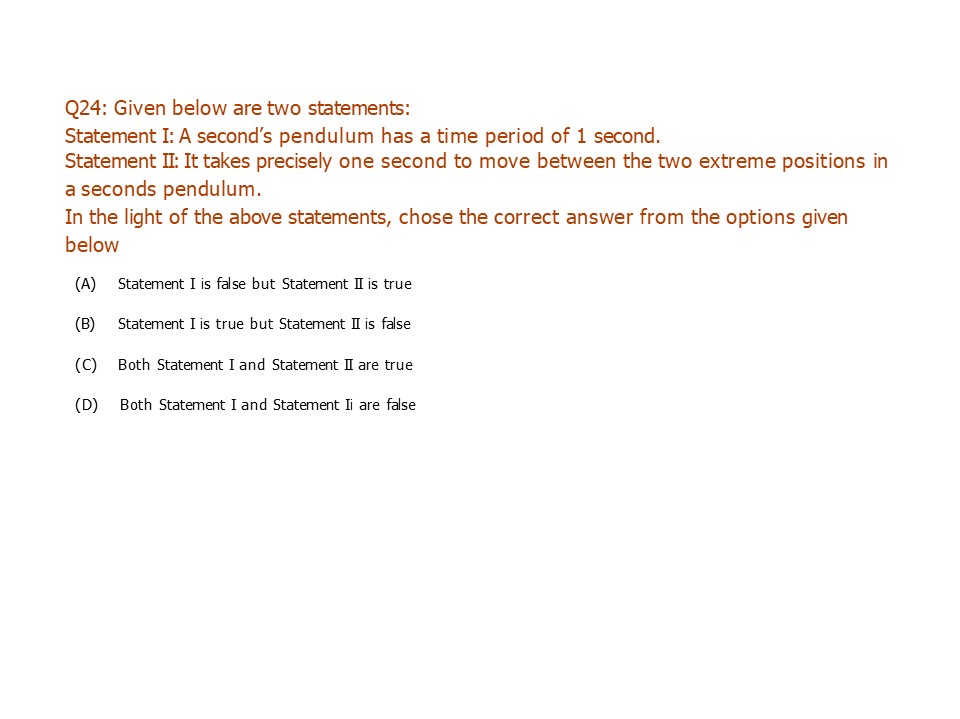 Q24: Given below are two statements:
Statement I: A second’s pendulum has a time period of 1 second.
Statement II: It takes precisely one second to move between the two extreme positions in
a seconds pendulum.
In the light of the above statements, chose the correct answer from the options given
below
(A) Statement I is false but Statement II is true
(B) Statement I is true but Statement II is false
(C) Both Statement I and Statement II are true
(D) Both Statement I and Statement Ii are false